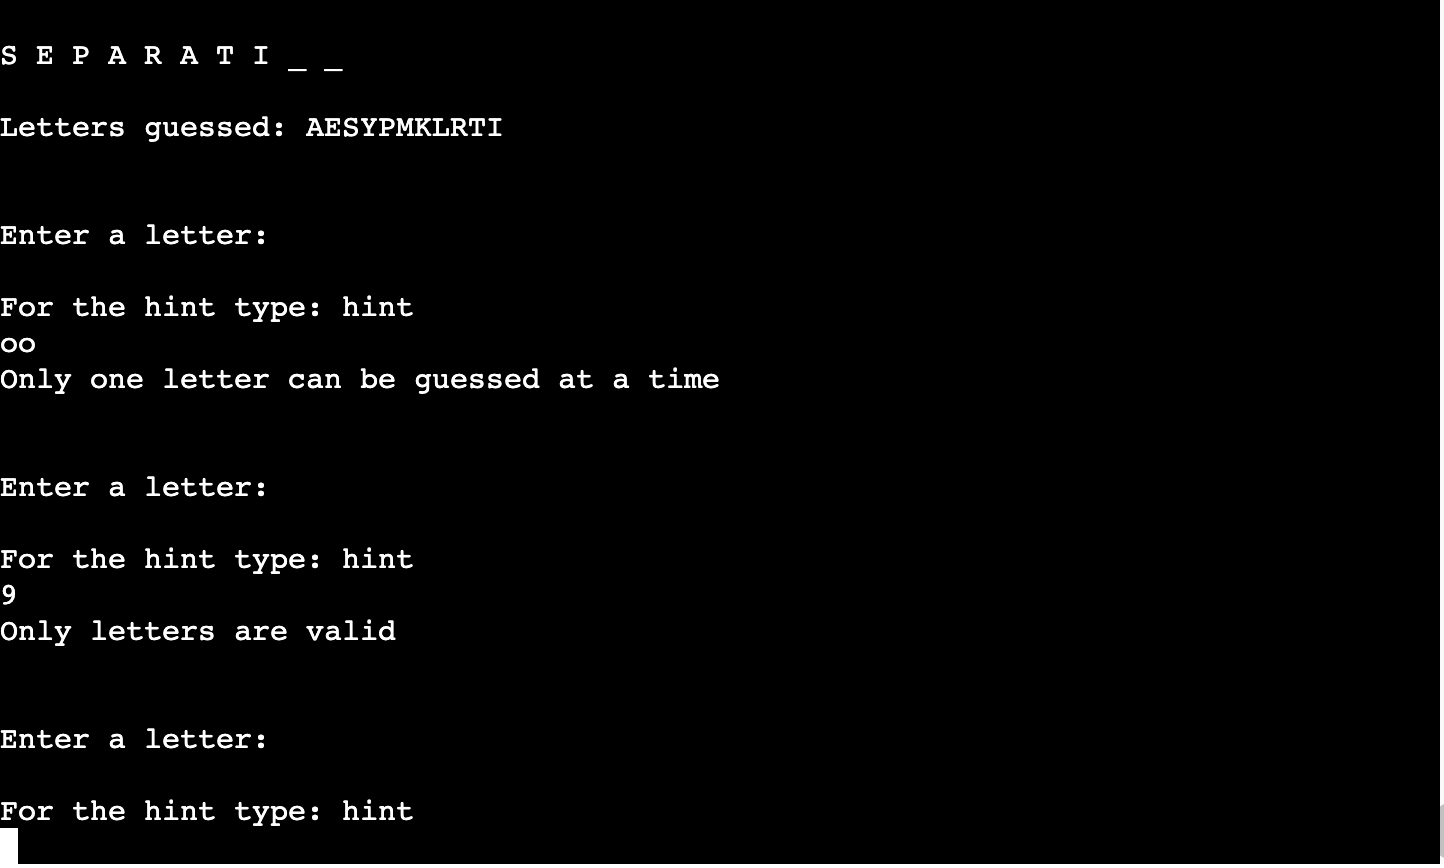 S E P A R A T I _ _
Letters guessed: AESYPMKLRTI
Enter a letter:
For the hint type: hint
oo
Only one letter can be guessed at a time
Enter a letter:
For the hint type: hint
9
Only letters are valid
Enter a letter:
For the hint type: hint